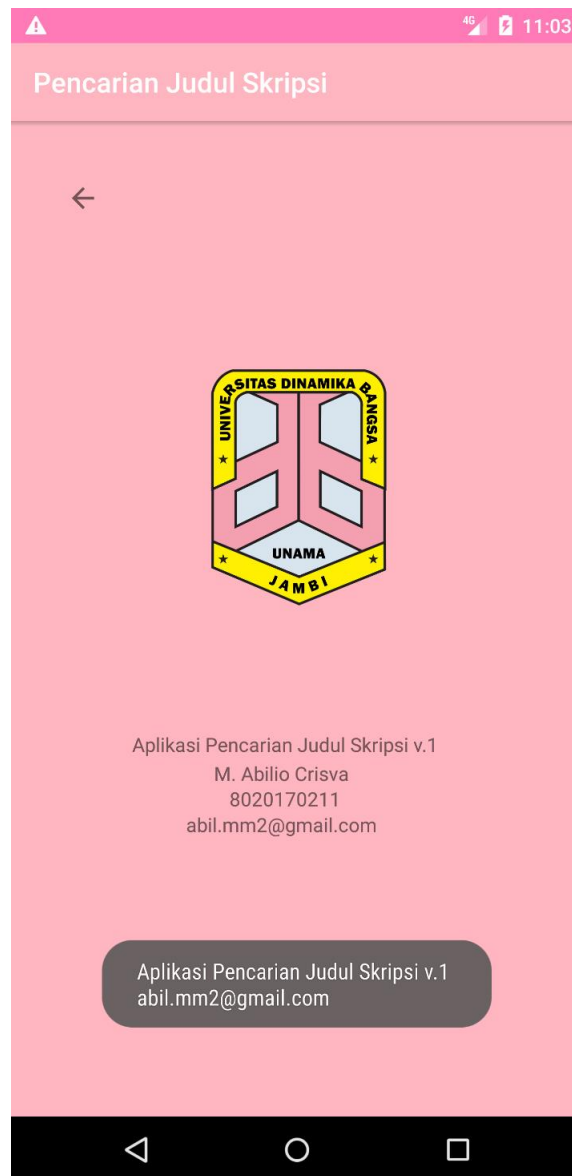 4G 11:03
Pencarian Judul Skripsi
UNIVERSITAS DINAMIKA BANGSA
UNAMA
JAMBI
Aplikasi Pencarian Judul Skripsi v.1
M. Abilio Crisva
8020170211
abil.mm2@gmail.com
Aplikasi Pencarian Judul Skripsi v.1
abil.mm2@gmail.com